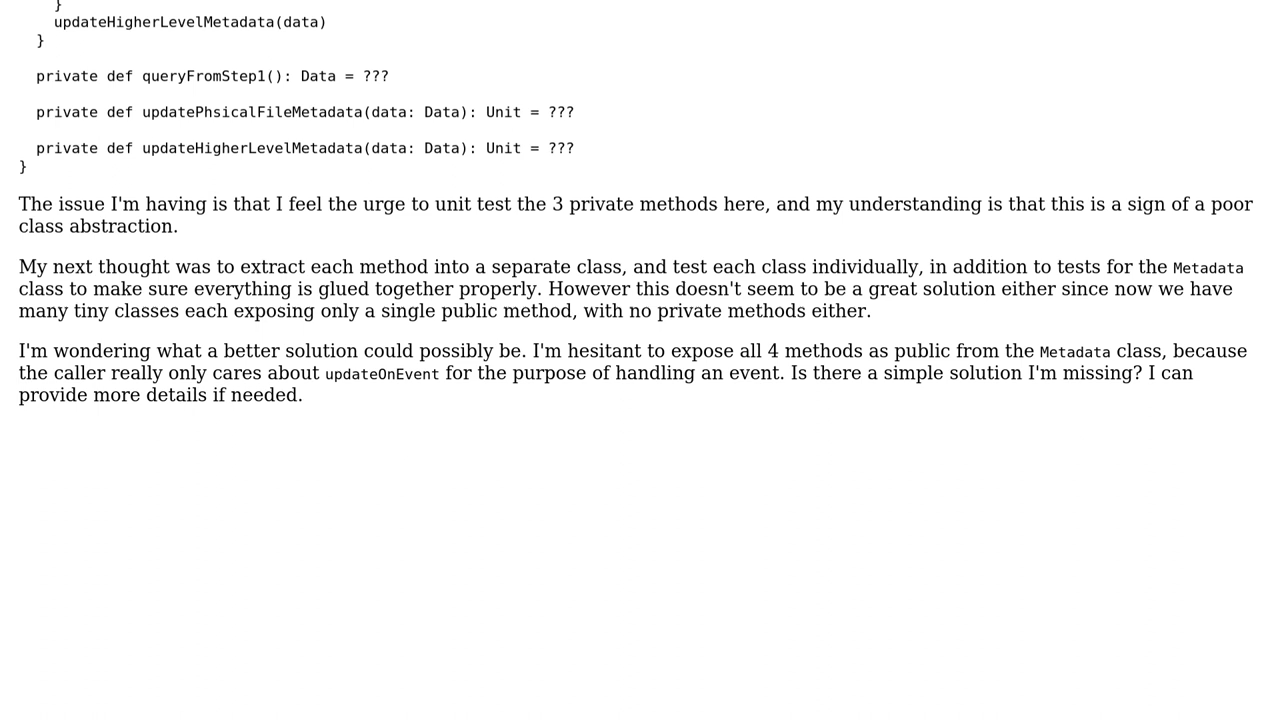 }
updateHigherLevelMetadata(data)
}
private def queryFromStep1(): Data = ???
private def updatePhsicalFileMetadata(data: Data): Unit = ???
private def updateHigherLevelMetadata(data: Data): Unit = ???
}
The issue I'm having is that I feel the urge to unit test the 3 private methods here, and my understanding is that this is a sign of a poor
class abstraction.
My next thought was to extract each method into a separate class, and test each class individually, in addition to tests for the Metadata
class to make sure everything is glued together properly. However this doesn't seem to be a great solution either since now we have
many tiny classes each exposing only a single public method, with no private methods either.
I'm wondering what a better solution could possibly be. I'm hesitant to expose all 4 methods as public from the Metadata class, because
the caller really only cares about updateOnEvent for the purpose of handling an event. Is there a simple solution I'm missing? I can
provide more details if needed.